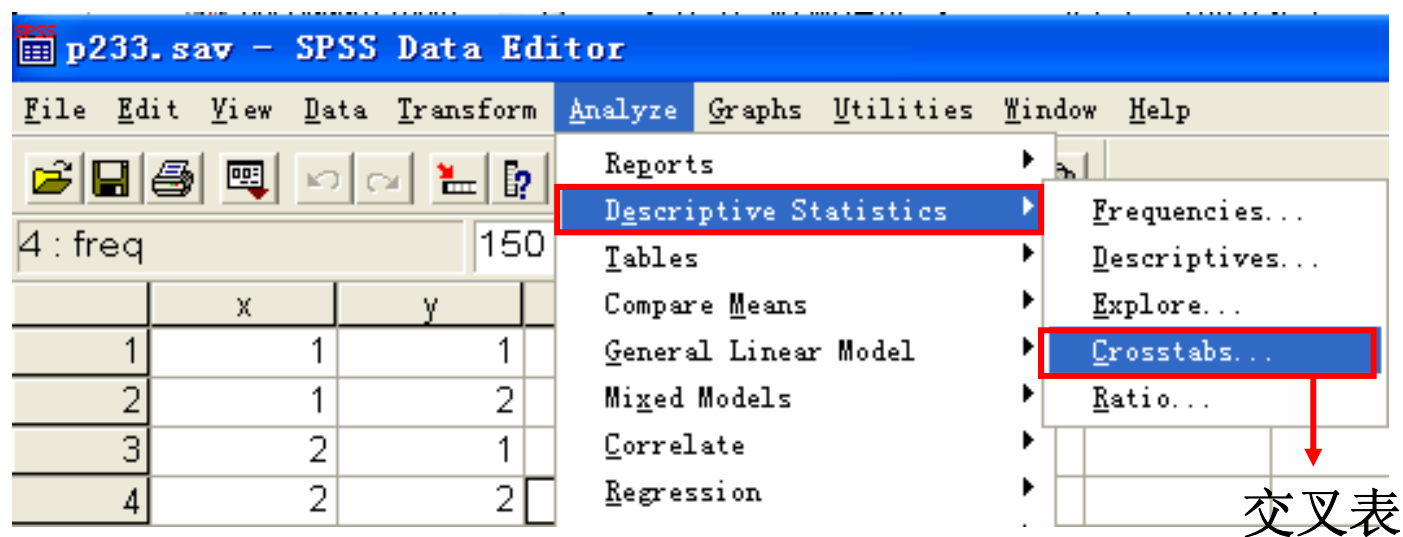 SPSS
p233.sav - SPSS Data Editor
File Edit View Data Transform Analyze Graphs Utilities Window Help
Reports
Descriptive Statistics
Tables
Compare Means
General Linear Model
Mixed Models
Correlate
Regression
Frequencies...
Descriptives...
Explore...
Crosstabs...
Ratio...
4 : freq 150
x y
1 1 1
2 1 2
3 2 1
4 2 2
交叉表